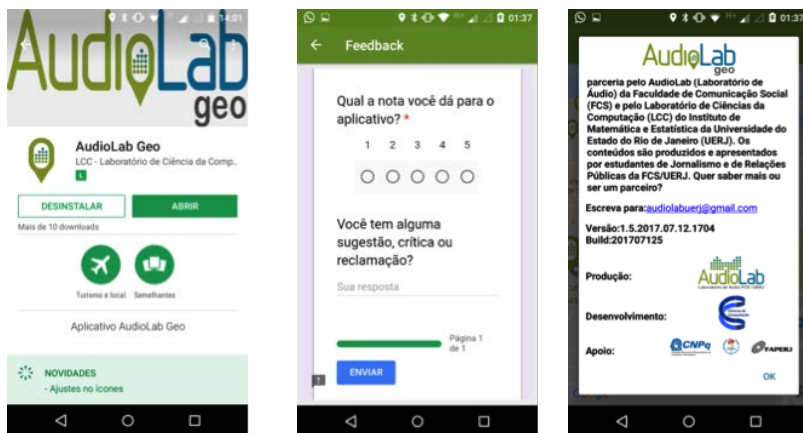 14:01
AudioLab
geo
AudioLab Geo
LCC - Laboratório de Ciência da Comp..
L
DESINSTALAR
ABRIR
Mais de 10 downloads
Turismo e local
Semelhantes
Aplicativo AudioLab Geo
NOVIDADES
- Ajustes no ícones
H+
01:37
Feedback
Qual a nota você dá para o
aplicativo? *
1 2 3 4 5
Você tem alguma
sugestão, crítica ou
reclamação?
Sua resposta
Página 1
de 1
ENVIAR
H+
01:37
AudioLab
geo
parceria pelo AudioLab (Laboratório de
Áudio) da Faculdade de Comunicação Social
(FCS) e pelo Laboratório de Ciências da
Computação (LCC) do Instituto de
Matemática e Estatística da Universidade do
Estado do Rio de Janeiro (UERJ). Os
conteúdos são produzidos e apresentados
por estudantes de Jornalismo e de Relações
Públicas da FCS/UERJ. Quer saber mais ou
ser um parceiro?
Escreva para:audiolabuerj@gmail.com
Versão:1.5.2017.07.12.1704
Build:201707125
Produção:
AudioLab
Laboratório de Áudio FCS / UERJ
Desenvolvimento:
Apoio:
CNPq
FAPERJ
OK